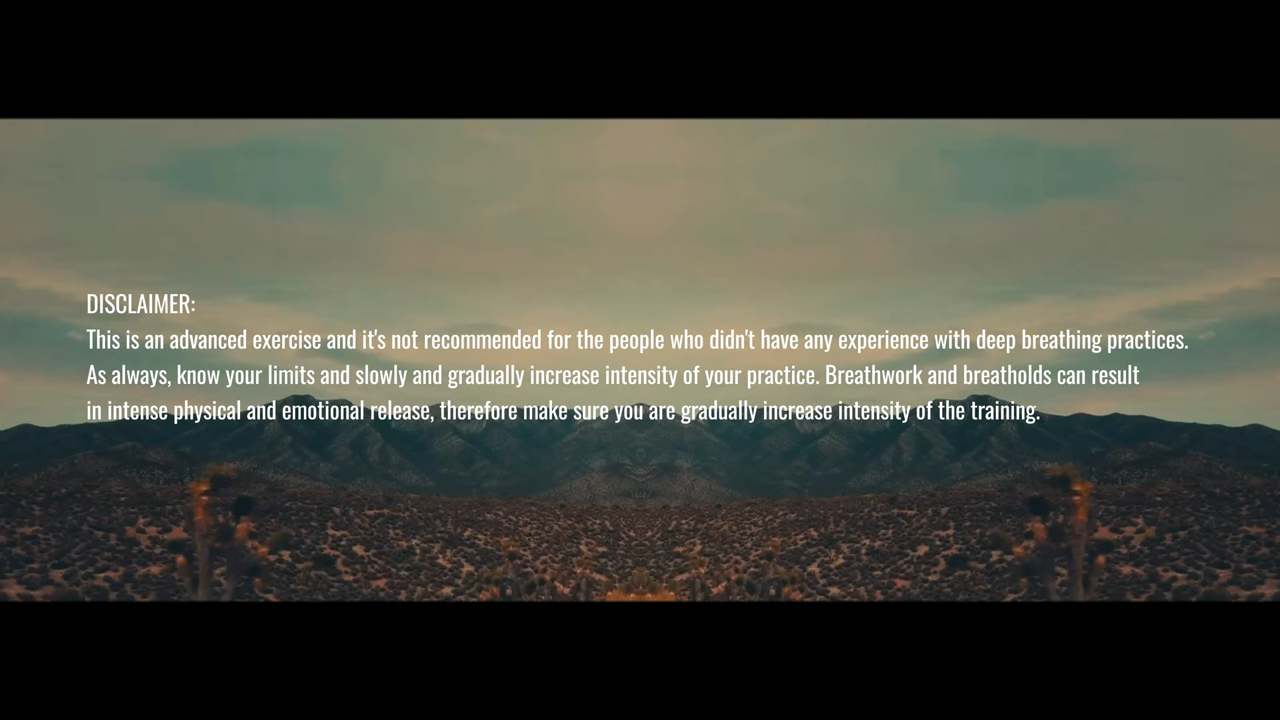 DISCLAIMER:
This is an advanced exercise and it's not recommended for the people who didn't have any experience with deep breathing practices.
As always, know your limits and slowly and gradually increase intensity of your practice. Breathwork and breatholds can result
in intense physical and emotional release, therefore make sure you are gradually increase intensity of the training.